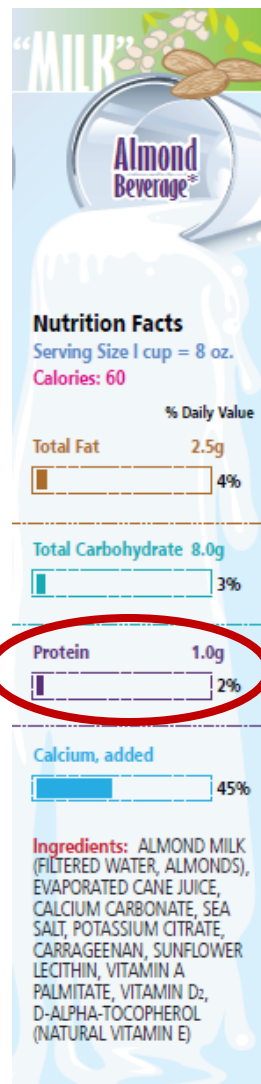 "MILK"
Almond
Beverage*
Nutrition Facts
Serving Size 1 cup = 8 oz.
Calories: 60
% Daily Value
Total Fat 2.5g
4%
Total Carbohydrate 8.0g
3%
Protein 1.0g
2%
Calcium, added
45%
Ingredients: ALMOND MILK
(FILTERED WATER, ALMONDS),
EVAPORATED CANE JUICE,
CALCIUM CARBONATE, SEA
SALT, POTASSIUM CITRATE,
CARRAGEENAN, SUNFLOWER
LECITHIN, VITAMIN A
PALMITATE, VITAMIN D₂,
D-ALPHA-TOCOPHEROL
(NATURAL VITAMIN E)